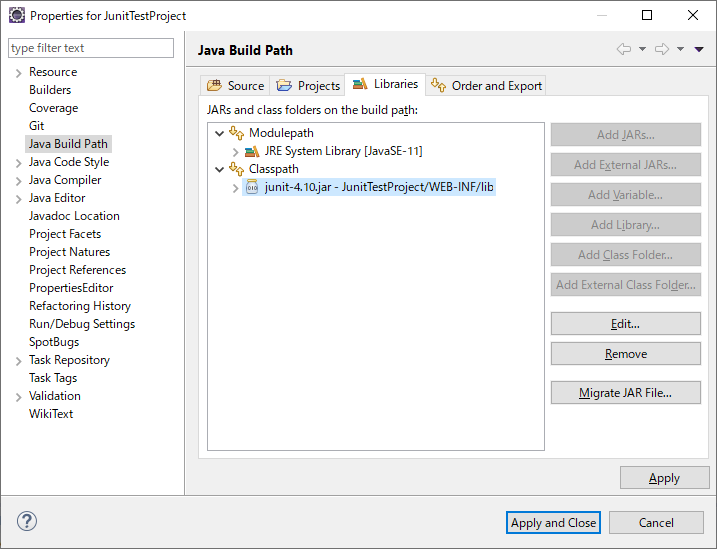 Properties for JunitTestProject
type filter text
Resource
Builders
Coverage
Git
Java Build Path
Java Code Style
Java Compiler
Java Editor
Javadoc Location
Project Facets
Project Natures
Project References
PropertiesEditor
Refactoring History
Run/Debug Settings
SpotBugs
Task Repository
Task Tags
Validation
WikiText
Java Build Path
Source Projects Libraries Order and Export
JARs and class folders on the build path:
Modulepath
JRE System Library [JavaSE-11]
Classpath
junit-4.10.jar - JunitTestProject/WEB-INF/lib
Add JARs...
Add External JARs...
Add Variable...
Add Library...
Add Class Folder...
Add External Class Folder...
Edit...
Remove
Migrate JAR File...
Apply
Apply and Close Cancel